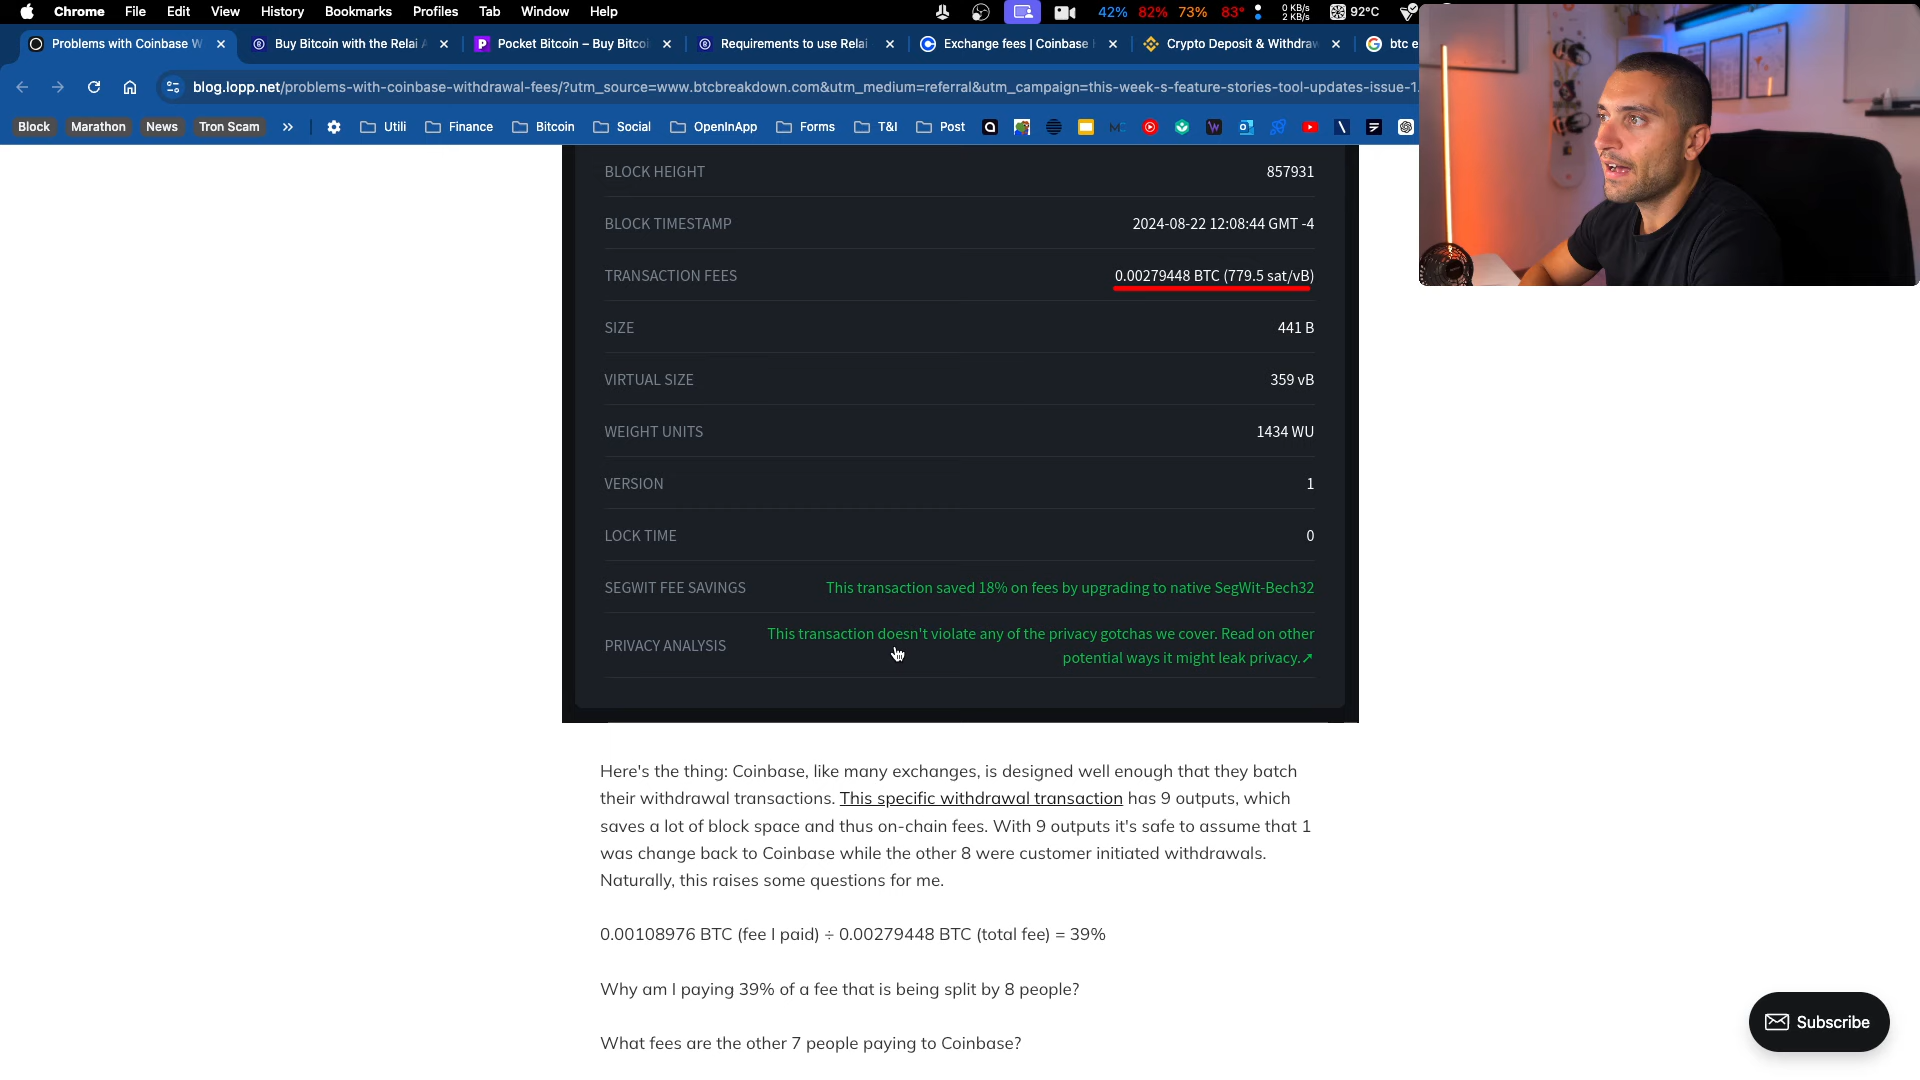 Chrome File Edit View History Bookmarks Profiles Tab Window Help 42% 82% 73% 83° 0 KB/s 2 KB/s 92°C
Problems with Coinbase W Buy Bitcoin with the Relai A Pocket Bitcoin – Buy Bitcoi Requirements to use Relai Exchange fees | Coinbase Crypto Deposit & Withdraw btc e
blog.lopp.net/problems-with-coinbase-withdrawal-fees/?utm_source=www.btcbreakdown.com&utm_medium=referral&utm_campaign=this-week-s-feature-stories-tool-updates-issue-1
Block Marathon News Tron Scam » Utili Finance Bitcoin Social OpenInApp Forms T&I Post
BLOCK HEIGHT 857931
BLOCK TIMESTAMP 2024-08-22 12:08:44 GMT -4
TRANSACTION FEES 0.00279448 BTC (779.5 sat/vB)
SIZE 441 B
VIRTUAL SIZE 359 vB
WEIGHT UNITS 1434 WU
VERSION 1
LOCK TIME 0
SEGWIT FEE SAVINGS This transaction saved 18% on fees by upgrading to native SegWit-Bech32
PRIVACY ANALYSIS This transaction doesn't violate any of the privacy gotchas we cover. Read on other
potential ways it might leak privacy.↗
Here's the thing: Coinbase, like many exchanges, is designed well enough that they batch
their withdrawal transactions. This specific withdrawal transaction has 9 outputs, which
saves a lot of block space and thus on-chain fees. With 9 outputs it's safe to assume that 1
was change back to Coinbase while the other 8 were customer initiated withdrawals.
Naturally, this raises some questions for me.
0.00108976 BTC (fee I paid) ÷ 0.00279448 BTC (total fee) = 39%
Why am I paying 39% of a fee that is being split by 8 people?
What fees are the other 7 people paying to Coinbase?
Subscribe